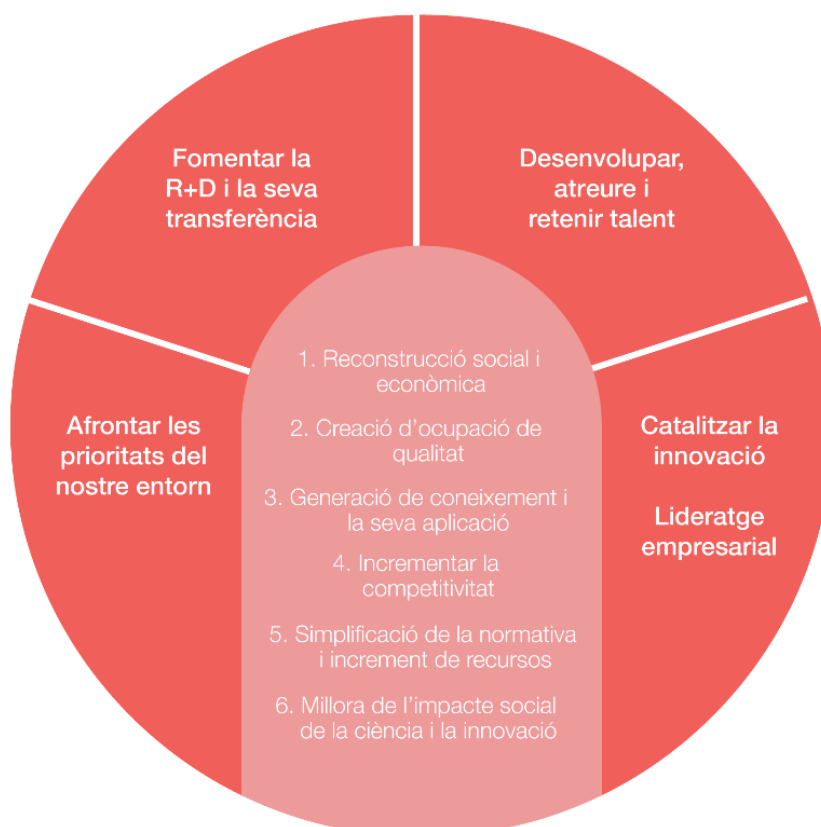 Fomentar la
R+D i la seva
transferència
Desenvolupar,
atreure i
retenir talent
Afrontar les
prioritats del
nostre entorn
1. Reconstrucció social i
econòmica
2. Creació d'ocupació de
qualitat
3. Generació de coneixement i
la seva aplicació
4. Incrementar la
competitivitat
5. Simplificació de la normativa
i increment de recursos
6. Millora de l'impacte social
de la ciència i la innovació
Catalitzar la
innovació
Lideratge
empresarial